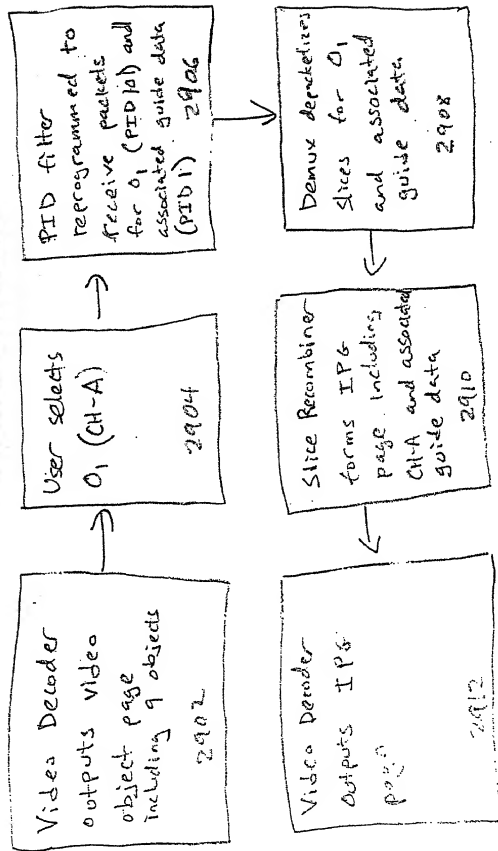 Video Decoder
outputs video
object page
including 9 objects
2902
User selects
O1 (CH-A)
2904
PID filter
reprogrammed to
receive packets
for O1 (PID 101) and
associated guide data
(PID 1) 2906
Demux depacketizes
slices for O1
and associated
guide data
2908
Slice Recombiner
forms IPG
page including
CH-A and associated
guide data
2910
Video Decoder
Outputs IPG
page
2912